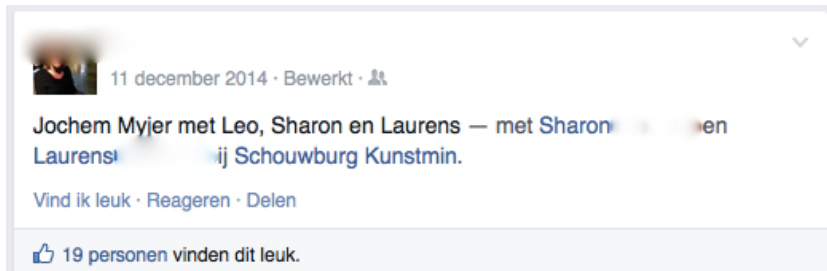 11 december 2014 · Bewerkt ·
Jochem Myjer met Leo, Sharon en Laurens — met Sharon en
Laurens ij Schouwburg Kunstmin.
Vind ik leuk · Reageren · Delen
19 personen vinden dit leuk.